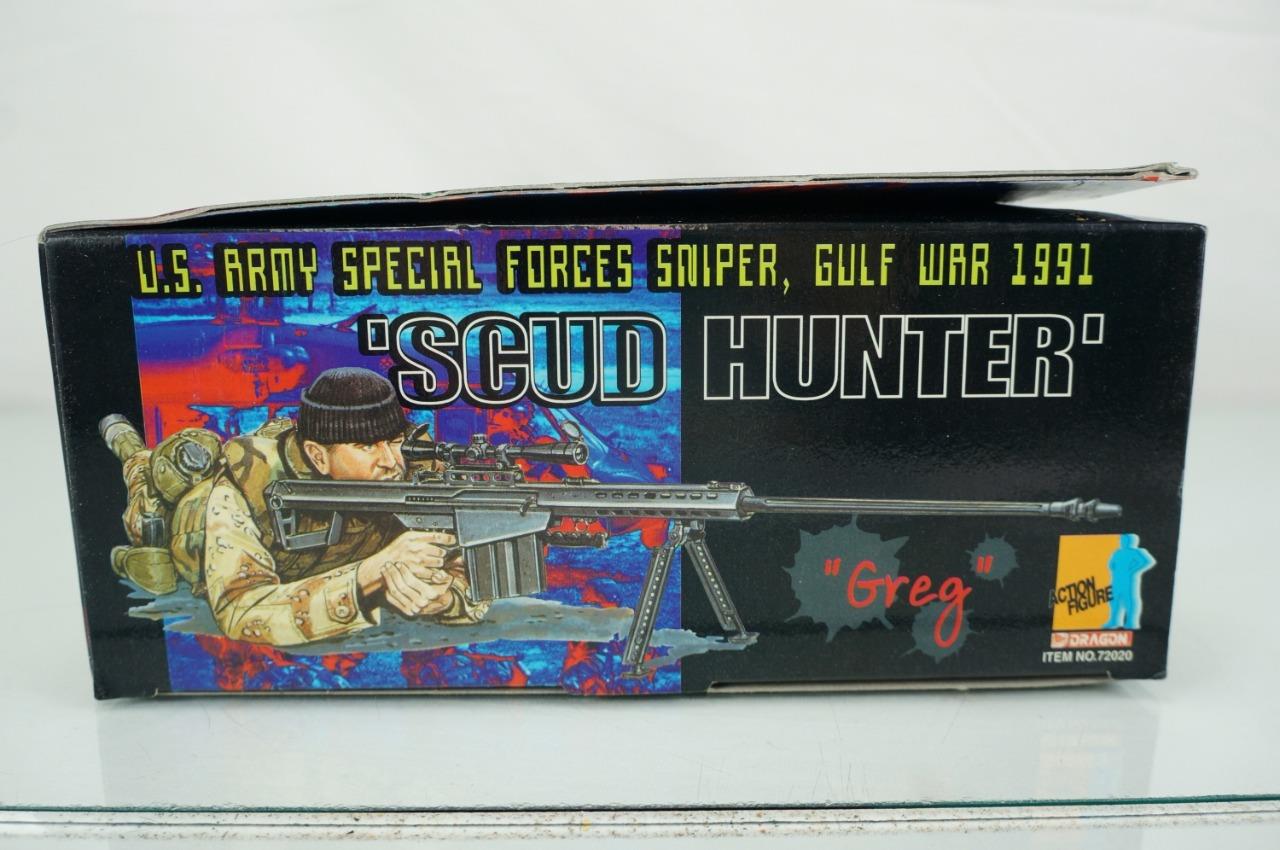 U.S. ARMY SPECIAL FORCES SNIPER, GULF WAR 1991
'SCUD HUNTER'
"Greg"
ACTION
FIGURE
DRAGON
ITEM NO.72020